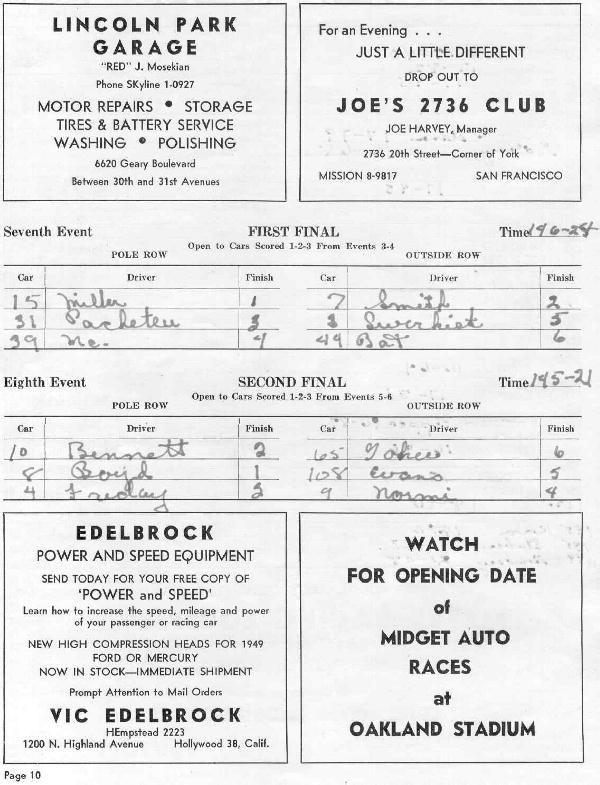 LINCOLN PARK
GARAGE
"RED" J. Mosekian
Phone SKyline 1-0927
MOTOR REPAIRS • STORAGE
TIRES & BATTERY SERVICE
WASHING • POLISHING
6620 Geary Boulevard
Between 30th and 31st Avenues
For an Evening . . .
JUST A LITTLE DIFFERENT
DROP OUT TO
JOE'S 2736 CLUB
JOE HARVEY, Manager
2736 20th Street—Corner of York
MISSION 8-9817 SAN FRANCISCO
Seventh Event FIRST FINAL Time 146-24
Open to Cars Scored 1-2-3 From Events 3-4
POLE ROW OUTSIDE ROW
Car Driver Finish Car Driver Finish
15 Miller 1 7 Smith 2
31 3 3 5
39 Mc. 4 44 Bat 6
Eighth Event SECOND FINAL Time 145-21
Open to Cars Scored 1-2-3 From Events 5-6
POLE ROW OUTSIDE ROW
Car Driver Finish Car Driver Finish
10 Bennett 2 65 6
8 Boyd 1 108 Evans 5
4 Friday 3 9 Normi 4
EDELBROCK
POWER AND SPEED EQUIPMENT
SEND TODAY FOR YOUR FREE COPY OF
'POWER and SPEED'
Learn how to increase the speed, mileage and power
of your passenger or racing car
NEW HIGH COMPRESSION HEADS FOR 1949
FORD OR MERCURY
NOW IN STOCK—IMMEDIATE SHIPMENT
Prompt Attention to Mail Orders
VIC EDELBROCK
HEmpstead 2223
1200 N. Highland Avenue Hollywood 38, Calif.
WATCH
FOR OPENING DATE
of
MIDGET AUTO
RACES
at
OAKLAND STADIUM
Page 10